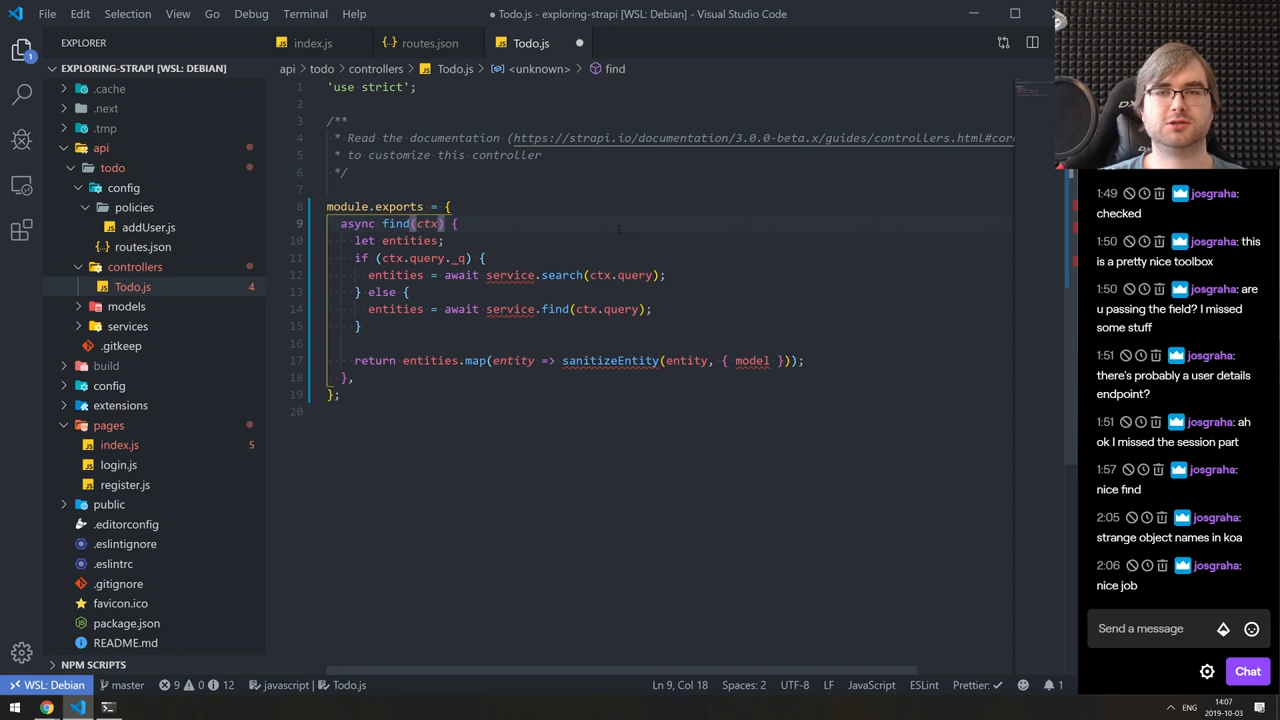 File Edit Selection View Go Debug Terminal Help
● Todo.js - exploring-strapi [WSL: Debian] - Visual Studio Code
EXPLORER
index.js
routes.json
Todo.js
EXPLORING-STRAPI [WSL: DEBIAN]
api > todo > controllers > Todo.js > <unknown> > find
.cache
.next
.tmp
api
todo
config
policies
addUser.js
routes.json
controllers
Todo.js 4
models
services
.gitkeep
build
config
extensions
pages
index.js 5
login.js
register.js
public
.editorconfig
.eslintignore
.eslintrc
.gitignore
favicon.ico
package.json
README.md
NPM SCRIPTS
1 'use strict';
2
3 /**
4 * Read the documentation (https://strapi.io/documentation/3.0.0-beta.x/guides/controllers.html#cor
5 * to customize this controller
6 */
7
8 module.exports = {
9 async find(ctx) {
10 let entities;
11 if (ctx.query._q) {
12 entities = await service.search(ctx.query);
13 } else {
14 entities = await service.find(ctx.query);
15 }
16
17 return entities.map(entity => sanitizeEntity(entity, { model }));
18 },
19 };
20
1:49 josgraha:
checked
1:50 josgraha: this
is a pretty nice toolbox
1:50 josgraha: are
u passing the field? I missed
some stuff
1:51 josgraha:
there's probably a user details
endpoint?
1:51 josgraha: ah
ok I missed the session part
1:57 josgraha:
nice find
2:05 josgraha:
strange object names in koa
2:06 josgraha:
nice job
Send a message
Chat
1
WSL: Debian
master
9 0 12
javascript | Todo.js
Ln 9, Col 18
Spaces: 2
UTF-8
LF
JavaScript
ESLint
Prettier: ✓
1
ENG
14:07
2019-10-03